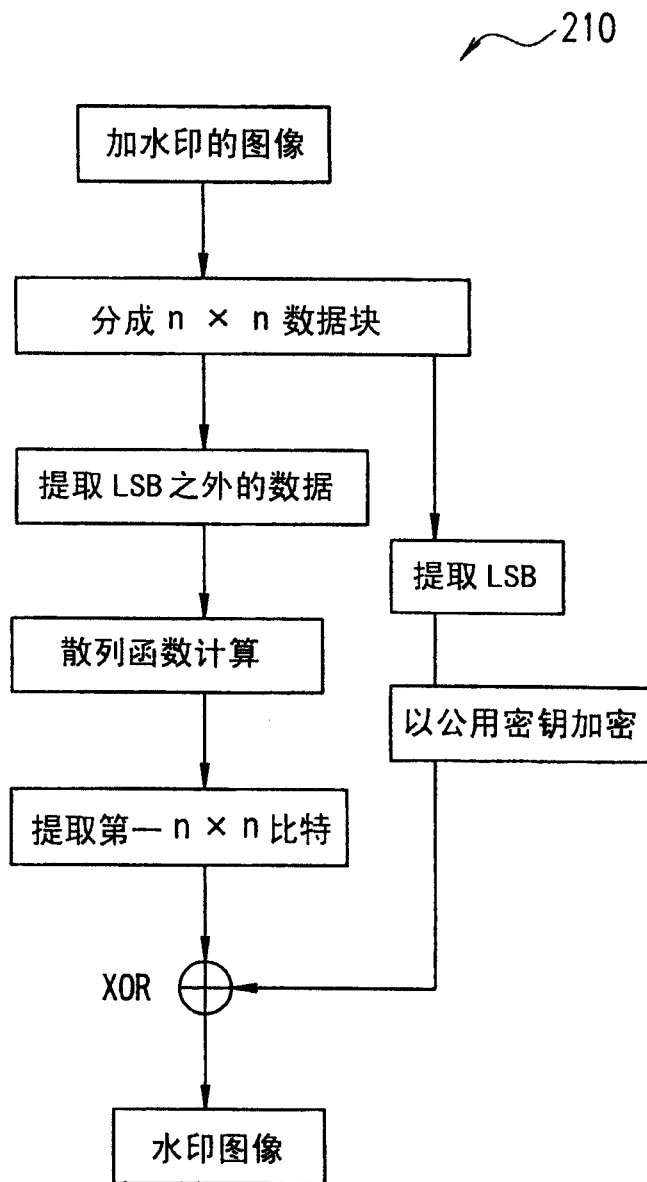 210
加水印的图像
分成 n × n 数据块
提取 LSB 之外的数据
提取 LSB
散列函数计算
以公用密钥加密
提取第一 n × n 比特
XOR
水印图像